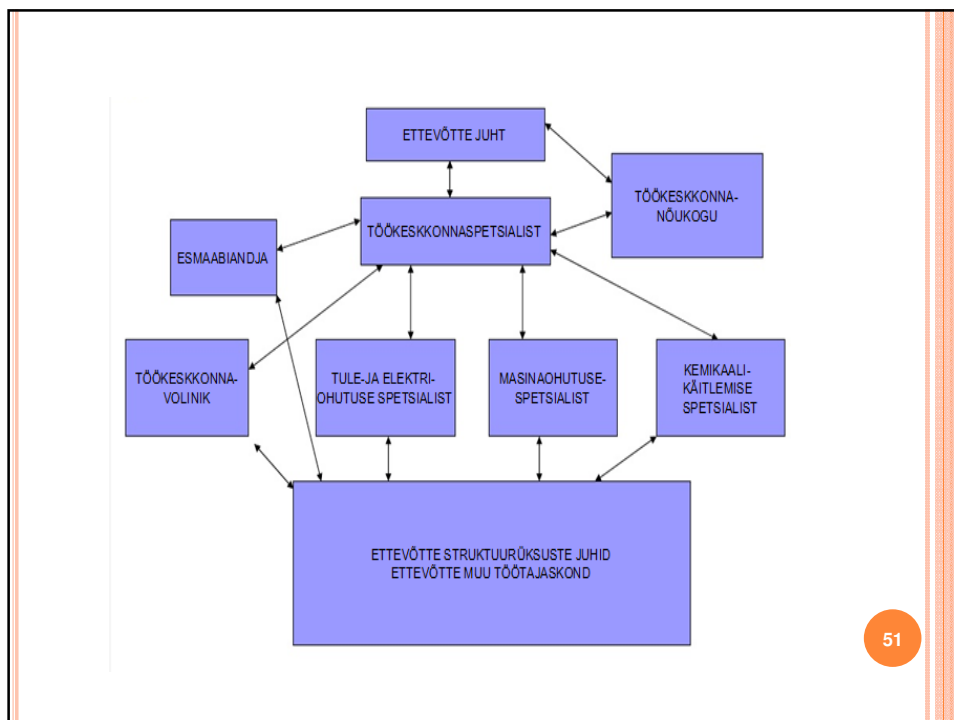 ETTEVÕTTE JUHT
TÖÖKESKKONNA-
NÕUKOGU
TÖÖKESKKONNASPETSIALIST
ESMAABIANDJA
TÖÖKESKKONNA-
VOLINIK
TULE-JA ELEKTRI-
OHUTUSE SPETSIALIST
MASINAOHUTUSE-
SPETSIALIST
KEMIKAALI-
KÄITLEMISE
SPETSIALIST
ETTEVÕTTE STRUKTUURÜKSUSTE JUHID
ETTEVÕTTE MUU TÖÖTAJASKOND
51